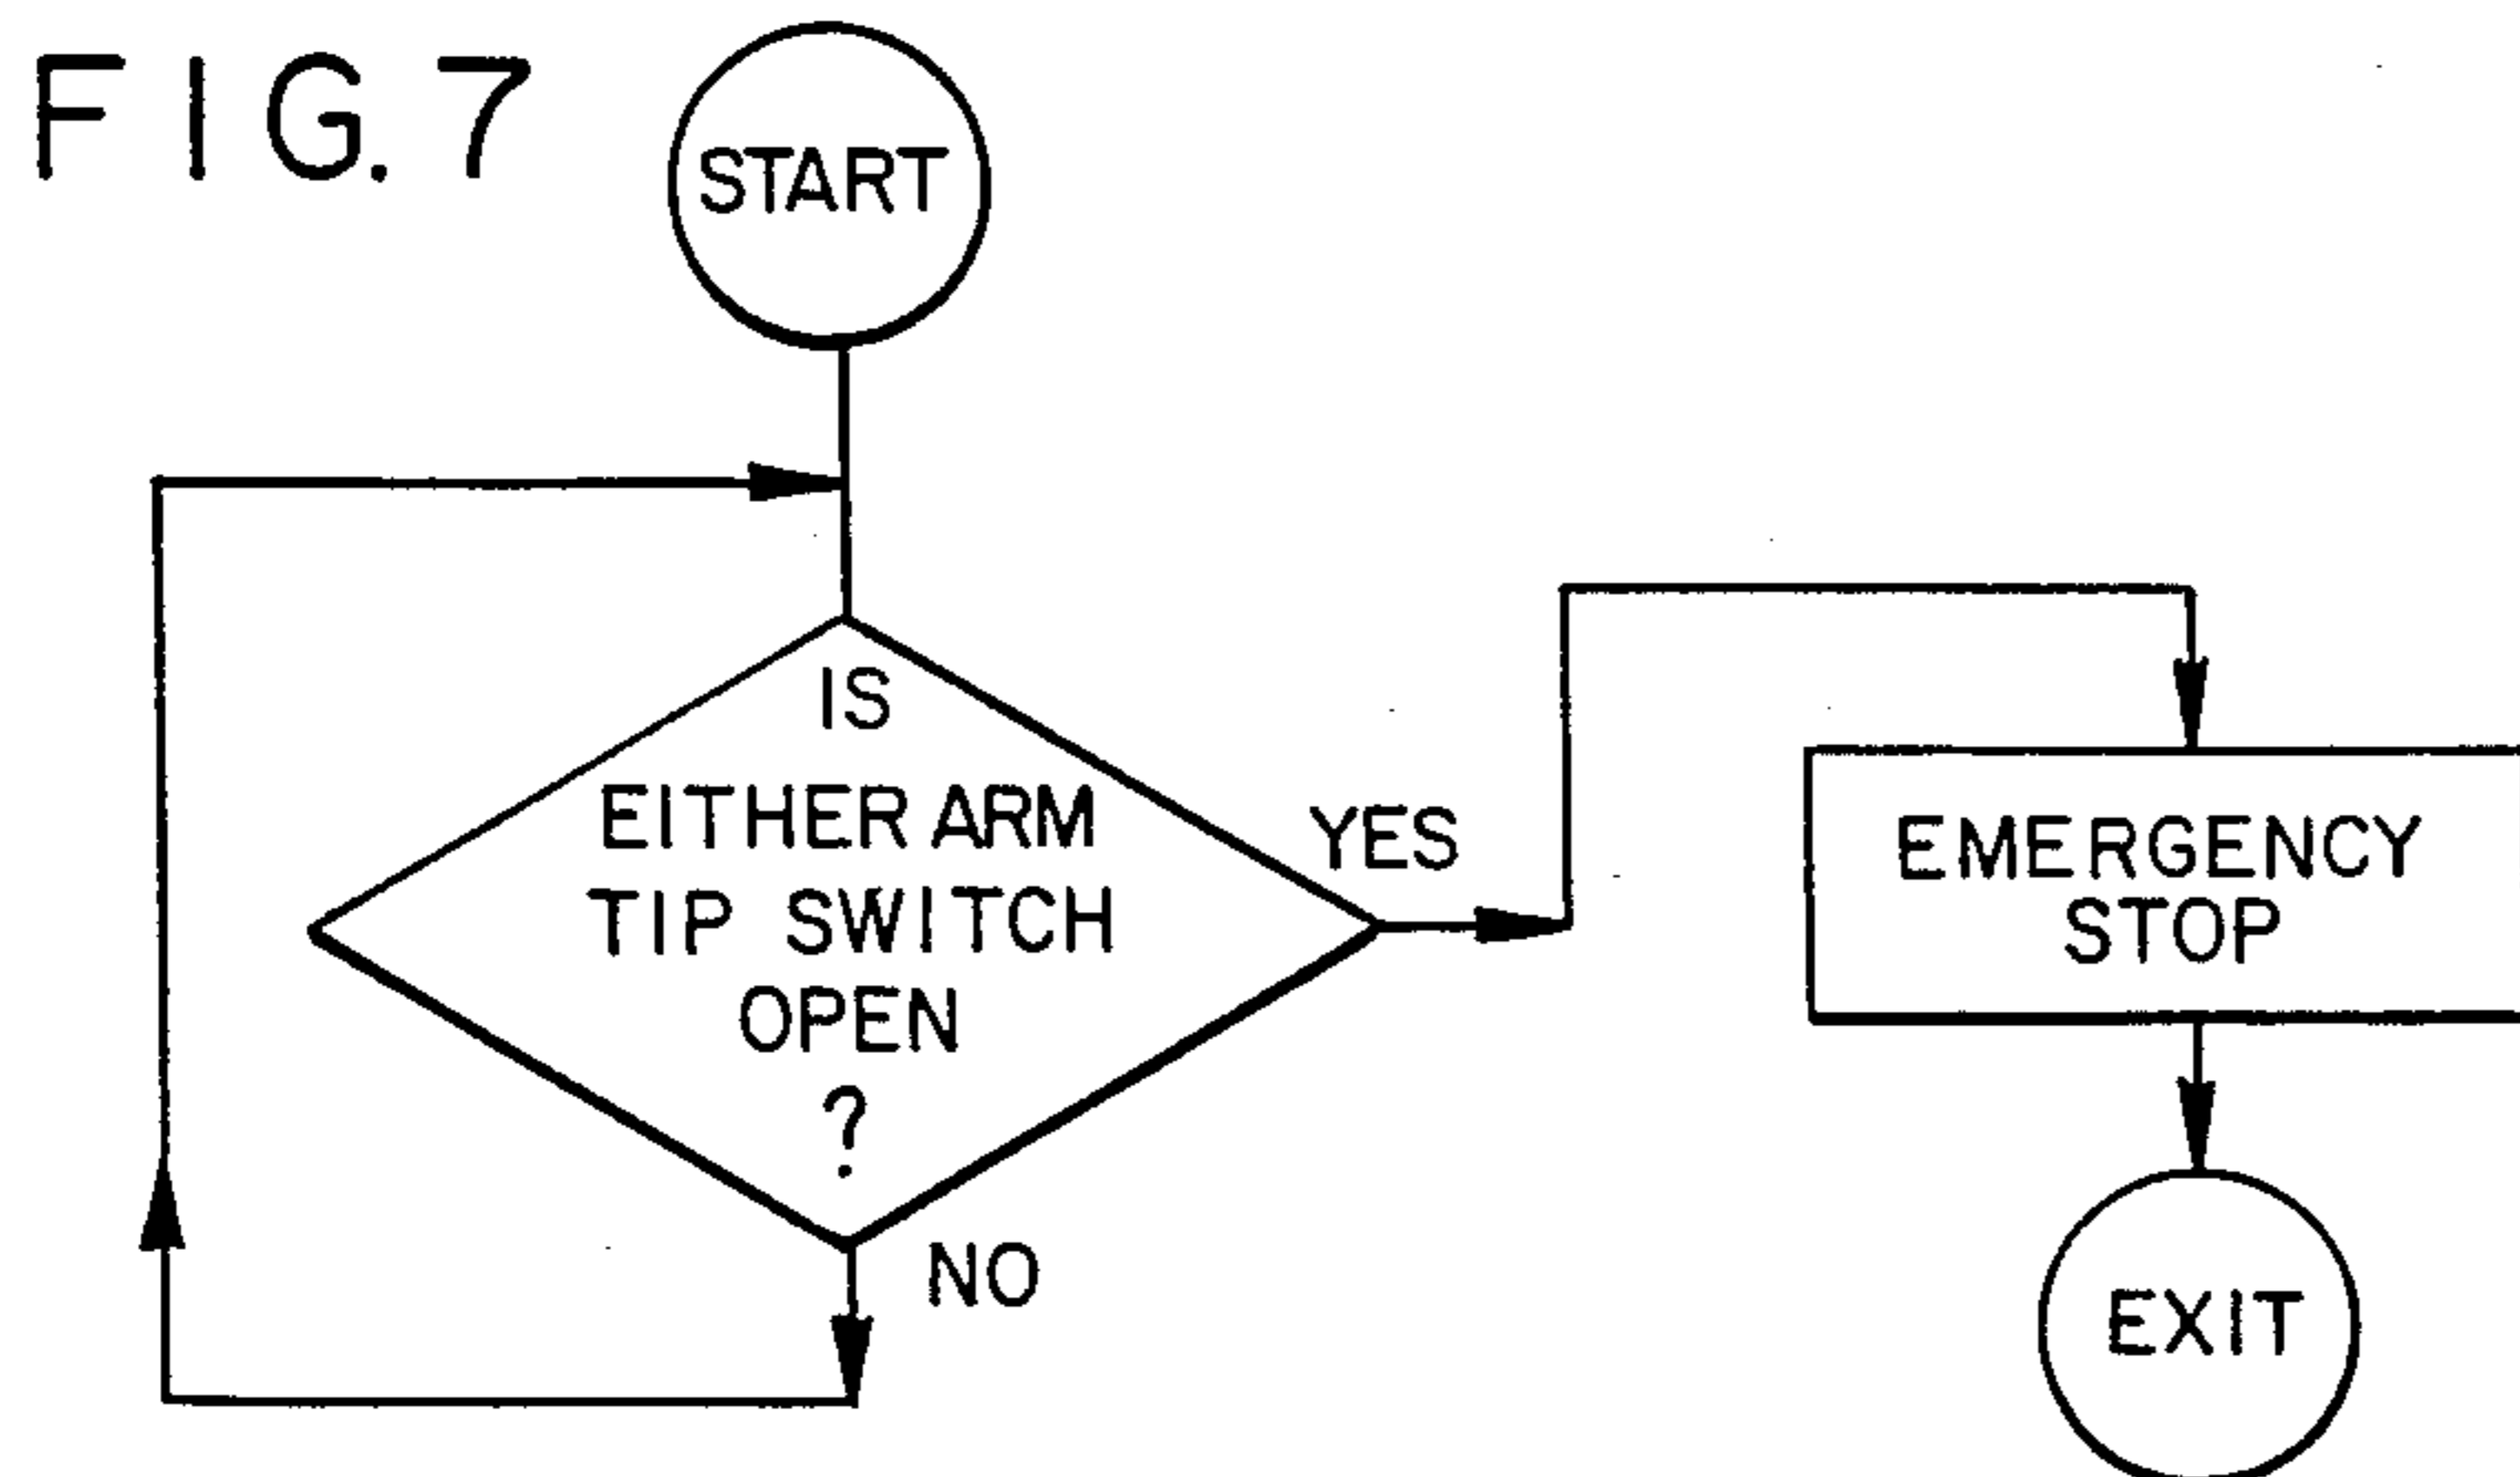 FIG. 7
START
IS
EITHER ARM
TIP SWITCH
OPEN
?
YES
NO
EMERGENCY
STOP
EXIT